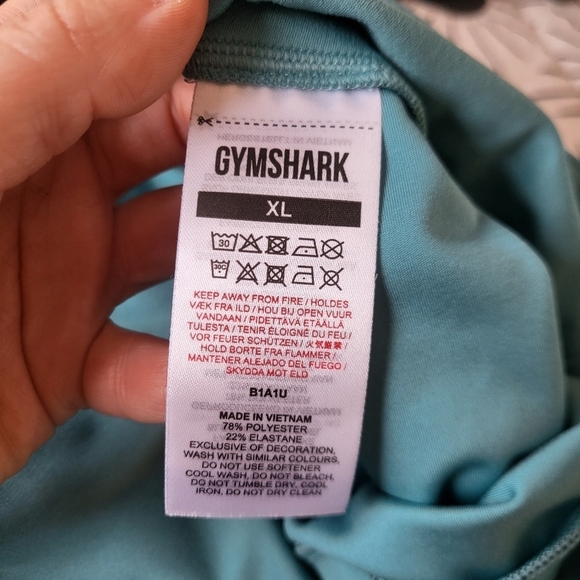 GYMSHARK
XL
30
30C
KEEP AWAY FROM FIRE / HOLDES
VÆK FRA ILD / HOU BIJ OPEN VUUR
VANDAAN / PIDETTÄVÄ ETÄÄLLÄ
TULESTA / TENIR ÉLOIGNÉ DU FEU /
VOR FEUER SCHÜTZEN / 火気厳禁 /
HOLD BORTE FRA FLAMMER /
MANTENER ALEJADO DEL FUEGO /
SKYDDA MOT ELD
B1A1U
MADE IN VIETNAM
78% POLYESTER
22% ELASTANE
EXCLUSIVE OF DECORATION.
WASH WITH SIMILAR COLOURS,
DO NOT USE SOFTENER
COOL WASH, DO NOT BLEACH,
DO NOT TUMBLE DRY, COOL
IRON, DO NOT DRY CLEAN